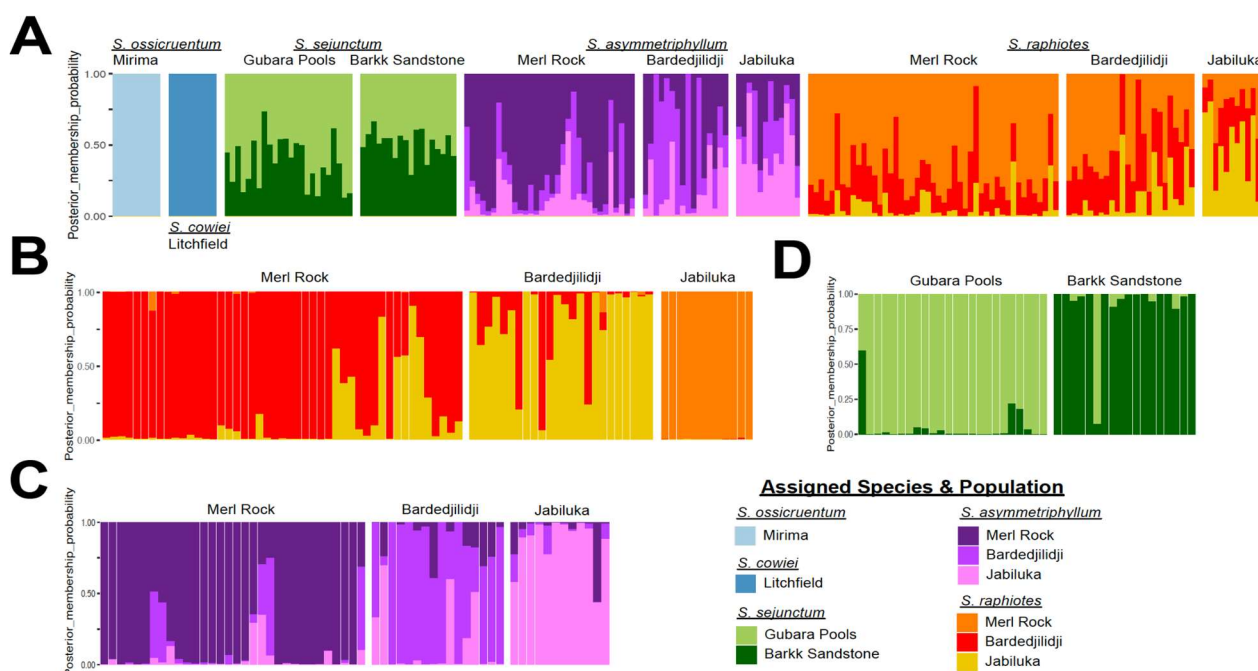 A
S. ossicruentum S. sejunctum S. asymmetriphyllum S. raphiotes
Mirima Gubara Pools Barkk Sandstone Merl Rock Bardedjilidji Jabiluka Merl Rock Bardedjilidji Jabiluka
Posterior_membership_probability
1.00
0.50
0.00
S. cowiei
Litchfield
B
Merl Rock Bardedjilidji Jabiluka
Posterior_membership_probability
1.00
0.50
0.00
D
Gubara Pools Barkk Sandstone
Posterior_membership_probability
1.00
0.75
0.50
0.25
0.00
C
Merl Rock Bardedjilidji Jabiluka
Posterior_membership_probability
1.00
0.50
0.00
Assigned Species & Population
S. ossicruentum
Mirima
S. cowiei
Litchfield
S. sejunctum
Gubara Pools
Barkk Sandstone
S. asymmetriphyllum
Merl Rock
Bardedjilidji
Jabiluka
S. raphiotes
Merl Rock
Bardedjilidji
Jabiluka